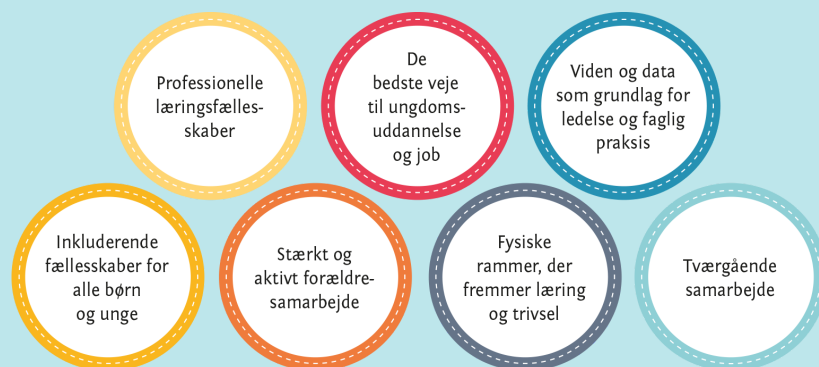 Professionelle
læringsfælles-
skaber
De
bedste veje
til ungdoms-
uddannelse
og job
Viden og data
som grundlag for
ledelse og faglig
praksis
Inkluderende
fællesskaber for
alle børn
og unge
Stærkt og
aktivt forældre-
samarbejde
Fysiske
rammer, der
fremmer læring
og trivsel
Tværgående
samarbejde